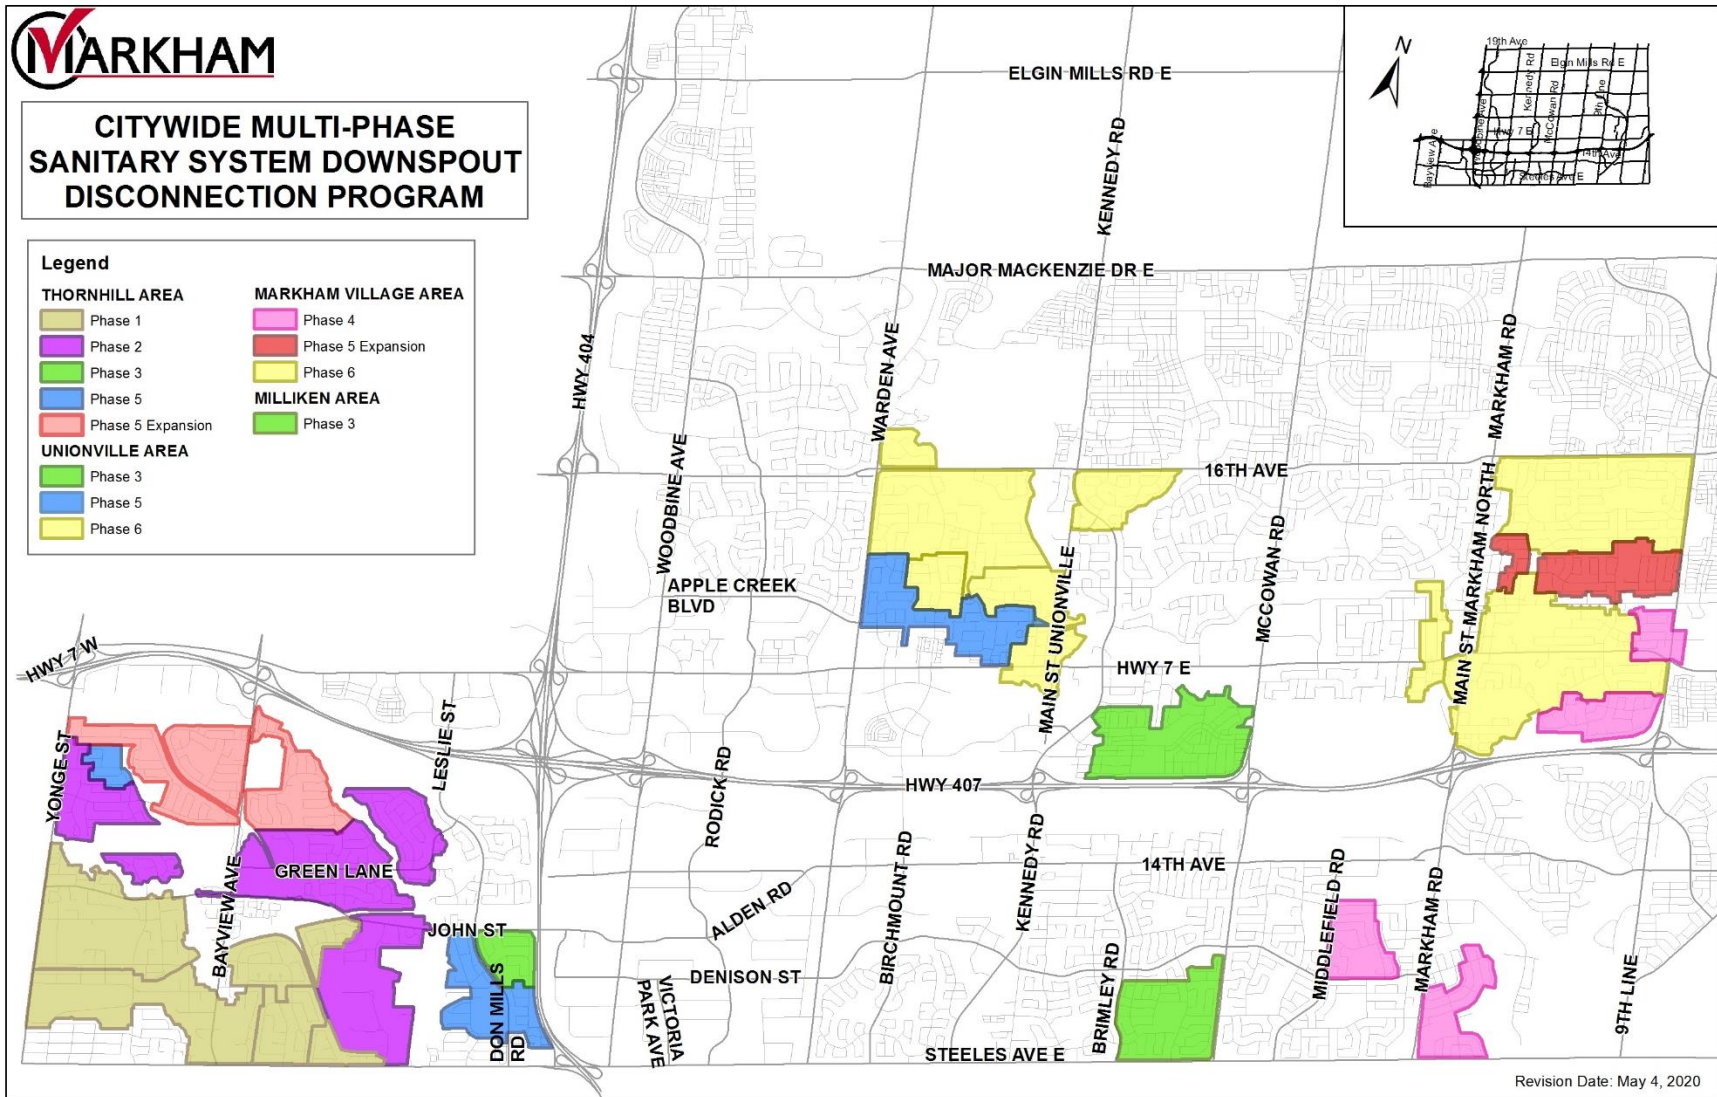 MARKHAM
CITYWIDE MULTI-PHASE
SANITARY SYSTEM DOWNSPOUT
DISCONNECTION PROGRAM
Legend
THORNHILL AREA
Phase 1
Phase 2
Phase 3
Phase 5
Phase 5 Expansion
UNIONVILLE AREA
Phase 3
Phase 5
Phase 6
MARKHAM VILLAGE AREA
Phase 4
Phase 5 Expansion
Phase 6
MILLIKEN AREA
Phase 3
N
19th Ave
Elgin Mills Rd E
Kennedy Rd
McCowan Rd
9th Line
Woodbine Ave
Hwy 7 E
Bayview Ave
14th Ave
Steeles Ave E
ELGIN MILLS RD E
KENNEDY RD
MAJOR MACKENZIE DR E
HWY 404
WARDEN AVE
MARKHAM RD
WOODBINE AVE
16TH AVE
MAIN ST MARKHAM NORTH
MCCOWAN RD
APPLE CREEK
BLVD
MAIN ST UNIONVILLE
HWY 7 W
HWY 7 E
YONGE ST
LESLIE ST
RODICK RD
HWY 407
BAYVIEW AVE
GREEN LANE
BIRCHMOUNT RD
KENNEDY RD
14TH AVE
MIDDLEFIELD RD
MARKHAM RD
JOHN ST
ALDEN RD
DENISON ST
DON MILLS
RD
VICTORIA
PARK AVE
BRIMLEY RD
9TH LINE
STEELES AVE E
Revision Date: May 4, 2020